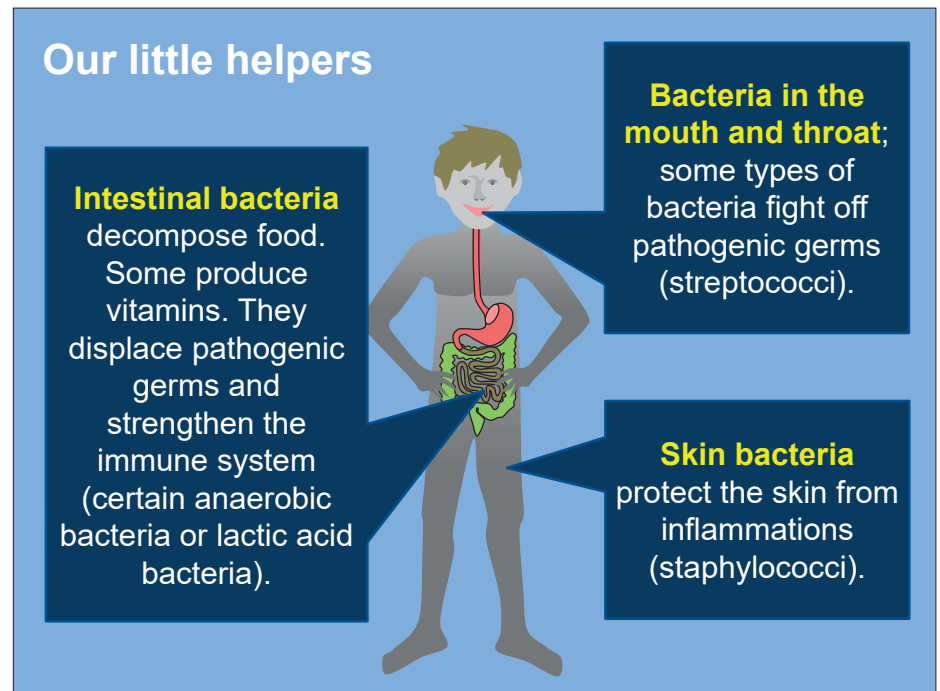 Our little helpers
Intestinal bacteria
decompose food.
Some produce
vitamins. They
displace pathogenic
germs and
strengthen the
immune system
(certain anaerobic
bacteria or lactic acid
bacteria).
Bacteria in the
mouth and throat;
some types of
bacteria fight off
pathogenic germs
(streptococci).
Skin bacteria
protect the skin from
inflammations
(staphylococci).